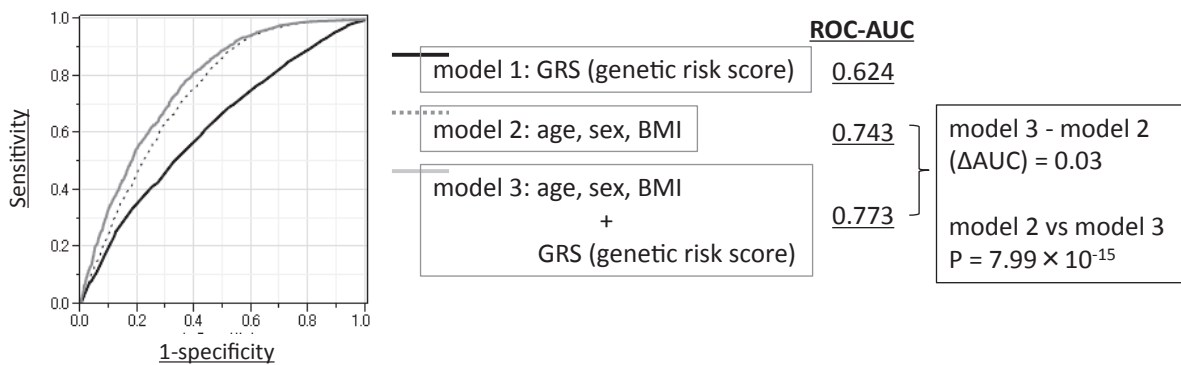 ROC-AUC
1.0
0.8
0.6
0.4
0.2
0.0
Sensitivity
0.0 0.2 0.4 0.6 0.8 1.0
1-specificity
model 1: GRS (genetic risk score) 0.624
model 2: age, sex, BMI 0.743
model 3: age, sex, BMI
+
GRS (genetic risk score)
0.773
model 3 - model 2
(ΔAUC) = 0.03
model 2 vs model 3
P = 7.99 × 10⁻¹⁵